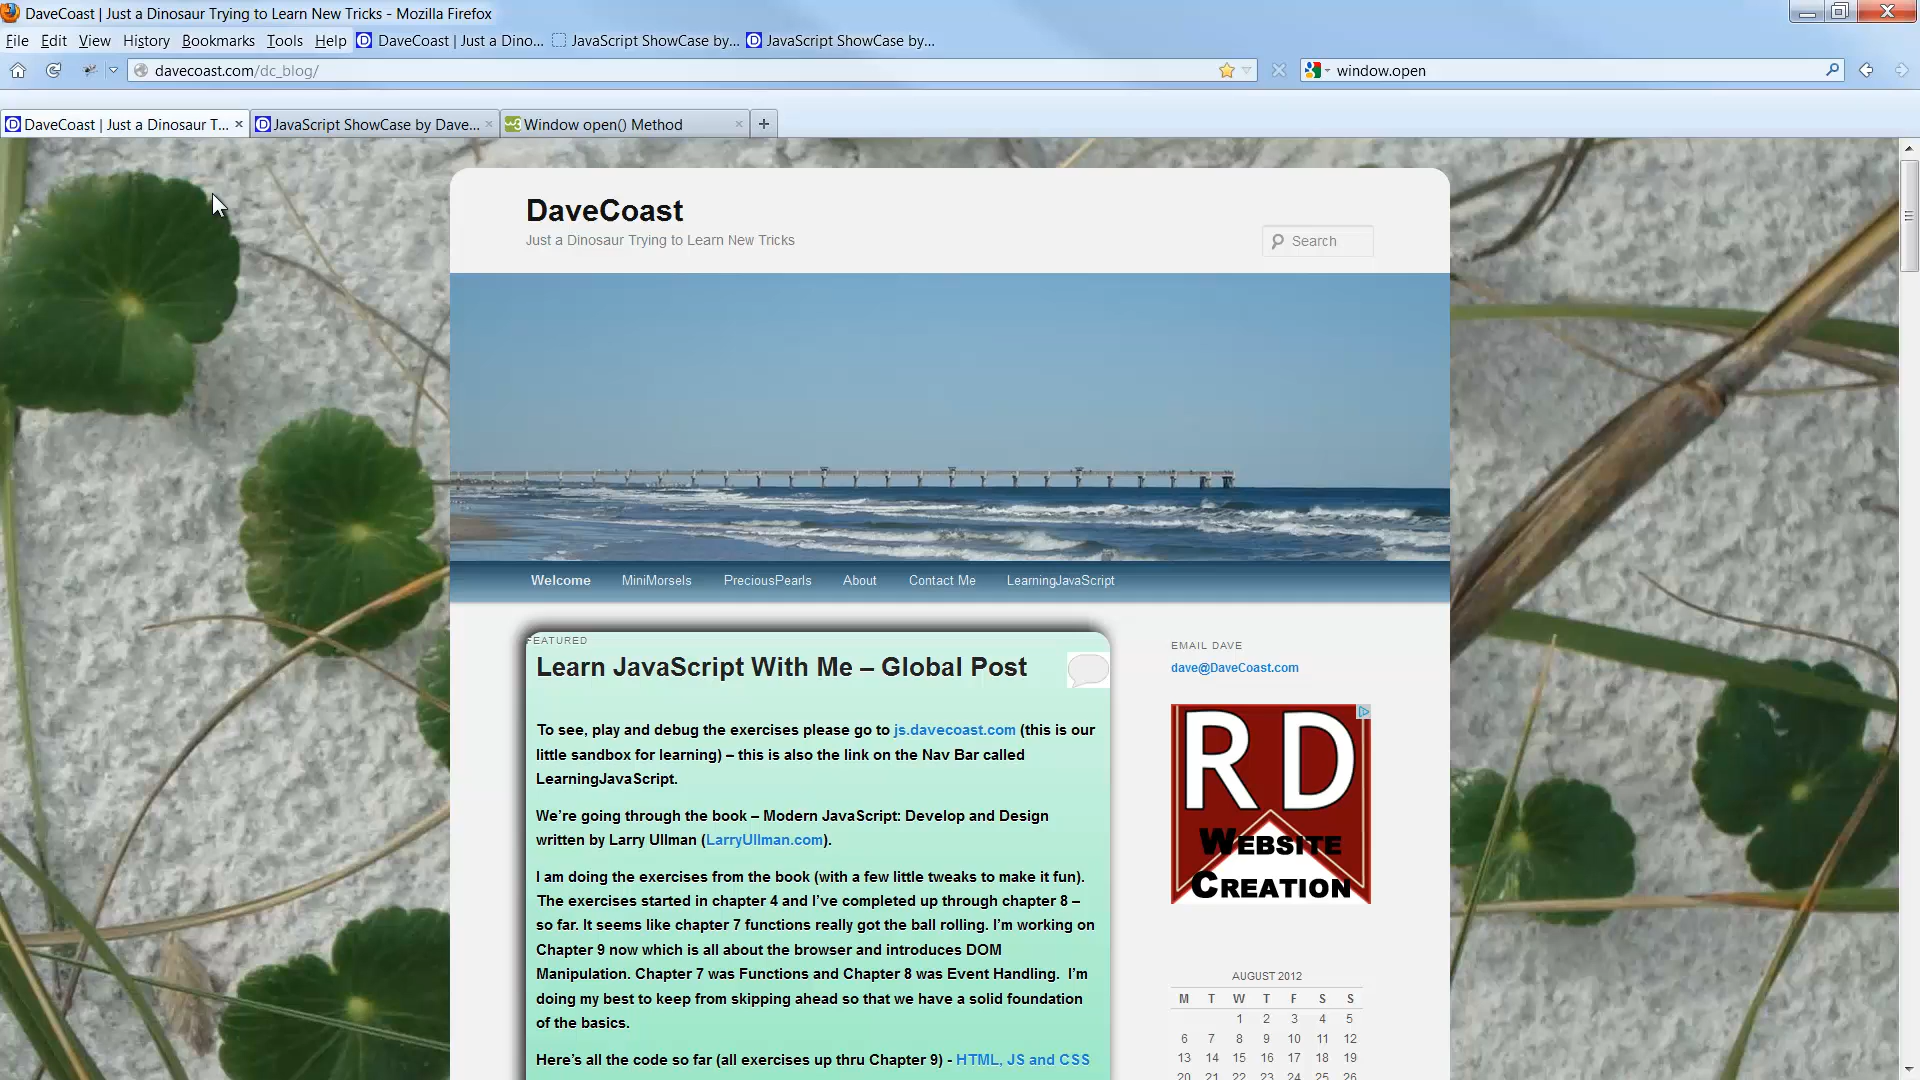 DaveCoast | Just a Dinosaur Trying to Learn New Tricks - Mozilla Firefox
File Edit View History Bookmarks Tools Help DaveCoast | Just a Dino... JavaScript ShowCase by... JavaScript ShowCase by...
davecoast.com/dc_blog/ window.open
DaveCoast | Just a Dinosaur T... JavaScript ShowCase by Dave... Window open() Method
DaveCoast
Just a Dinosaur Trying to Learn New Tricks
Search
Welcome MiniMorsels PreciousPearls About Contact Me LearningJavaScript
FEATURED
Learn JavaScript With Me – Global Post
To see, play and debug the exercises please go to js.davecoast.com (this is our
little sandbox for learning) – this is also the link on the Nav Bar called
LearningJavaScript.
We're going through the book – Modern JavaScript: Develop and Design
written by Larry Ullman (LarryUllman.com).
I am doing the exercises from the book (with a few little tweaks to make it fun).
The exercises started in chapter 4 and I've completed up through chapter 8 –
so far. It seems like chapter 7 functions really got the ball rolling. I'm working on
Chapter 9 now which is all about the browser and introduces DOM
Manipulation. Chapter 7 was Functions and Chapter 8 was Event Handling. I'm
doing my best to keep from skipping ahead so that we have a solid foundation
of the basics.
Here's all the code so far (all exercises up thru Chapter 9) - HTML, JS and CSS
EMAIL DAVE
dave@DaveCoast.com
RD
WEBSITE
CREATION
AUGUST 2012
M T W T F S S
1 2 3 4 5
6 7 8 9 10 11 12
13 14 15 16 17 18 19
20 21 22 23 24 25 26